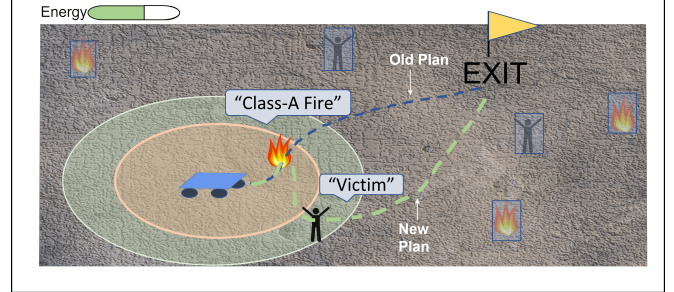 Energy
Old Plan
EXIT
“Class-A Fire”
“Victim”
New
Plan